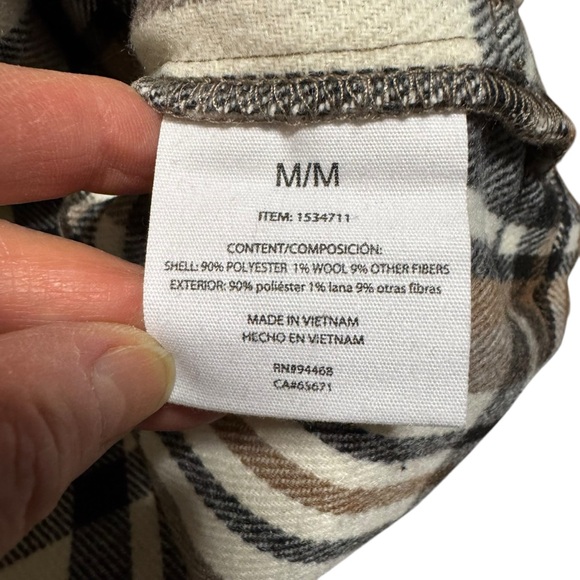 M/M
ITEM: 1534711
CONTENT/COMPOSICIÓN:
SHELL: 90% POLYESTER 1% WOOL 9% OTHER FIBERS
EXTERIOR: 90% poliéster 1% lana 9% otras fibras
MADE IN VIETNAM
HECHO EN VIETNAM
RN#94468
CA#65671